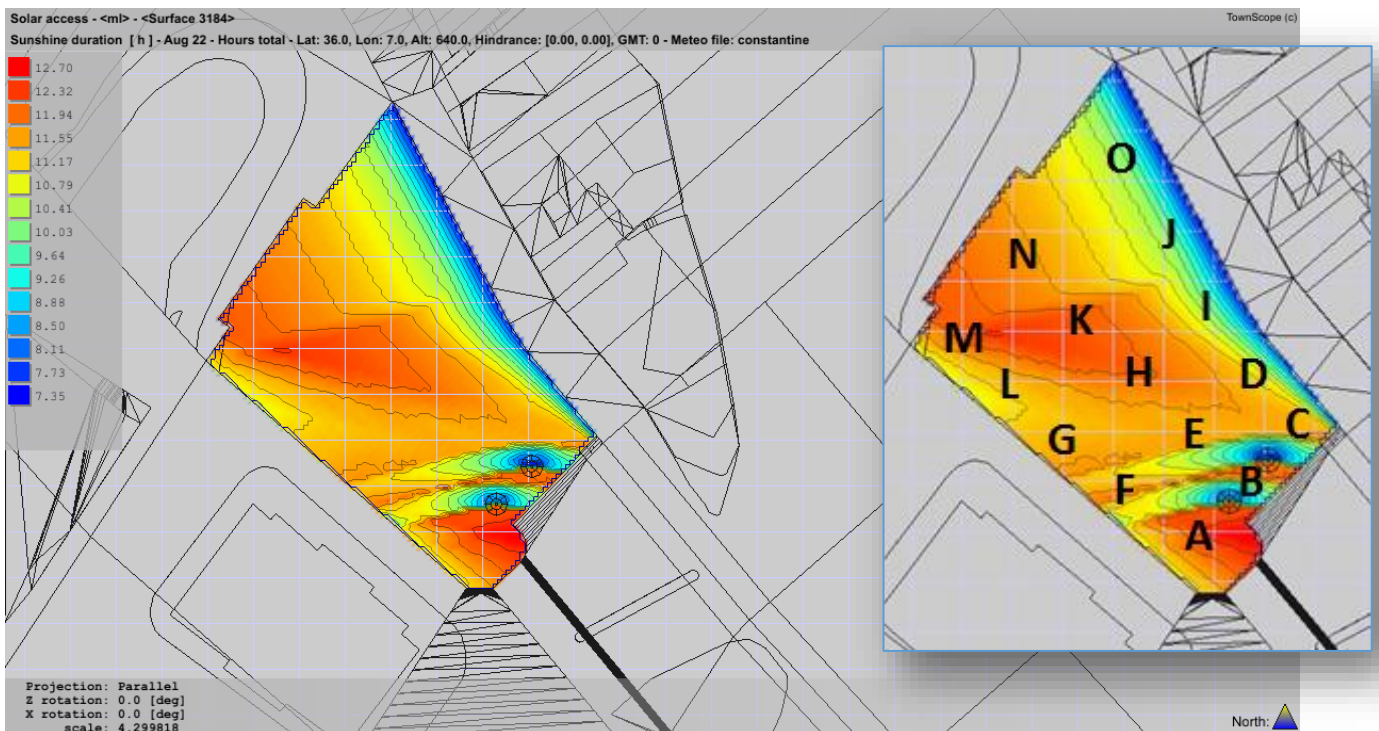 Solar access - <ml> - <Surface 3184>
TownScope (c)
Sunshine duration [ h ] - Aug 22 - Hours total - Lat: 36.0, Lon: 7.0, Alt: 640.0, Hindrance: [0.00, 0.00], GMT: 0 - Meteo file: constantine
12.70
12.32
11.94
11.55
11.17
10.79
10.41
10.03
9.64
9.26
8.88
8.50
8.11
7.73
7.35
O
J
N
I
K
M
H
D
L
C
E
G
B
F
A
Projection: Parallel
Z rotation: 0.0 [deg]
X rotation: 0.0 [deg]
scale: 4.299818
North: